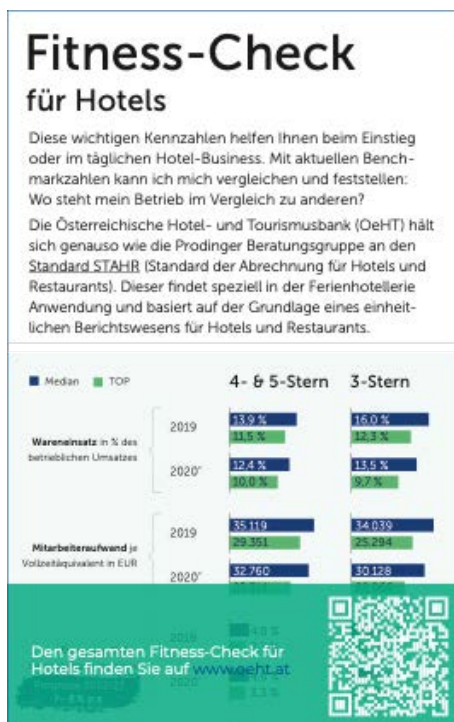 Fitness-Check
für Hotels
Diese wichtigen Kennzahlen helfen Ihnen beim Einstieg
oder im täglichen Hotel-Business. Mit aktuellen Bench-
markzahlen kann ich mich vergleichen und feststellen:
Wo steht mein Betrieb im Vergleich zu anderen?
Die Österreichische Hotel- und Tourismusbank (OeHT) hält
sich genauso wie die Prodinger Beratungsgruppe an den
Standard STAHR (Standard der Abrechnung für Hotels und
Restaurants). Dieser findet speziell in der Ferienhotellerie
Anwendung und basiert auf der Grundlage eines einheit-
lichen Berichtswesens für Hotels und Restaurants.
Median TOP 4- & 5-Stern 3-Stern
Wareneinsatz in % des
betrieblichen Umsatzes
2019 13,9 % 16,0 %
11,5 % 12,3 %
2020* 12,4 % 13,5 %
10,0 % 9,7 %
Mitarbeiteraufwand je
Vollzeitäquivalent in EUR
2019 35.119 34.039
29.351 25.294
2020* 32.760 30.128
Den gesamten Fitness-Check für
Hotels finden Sie auf www.oeht.at